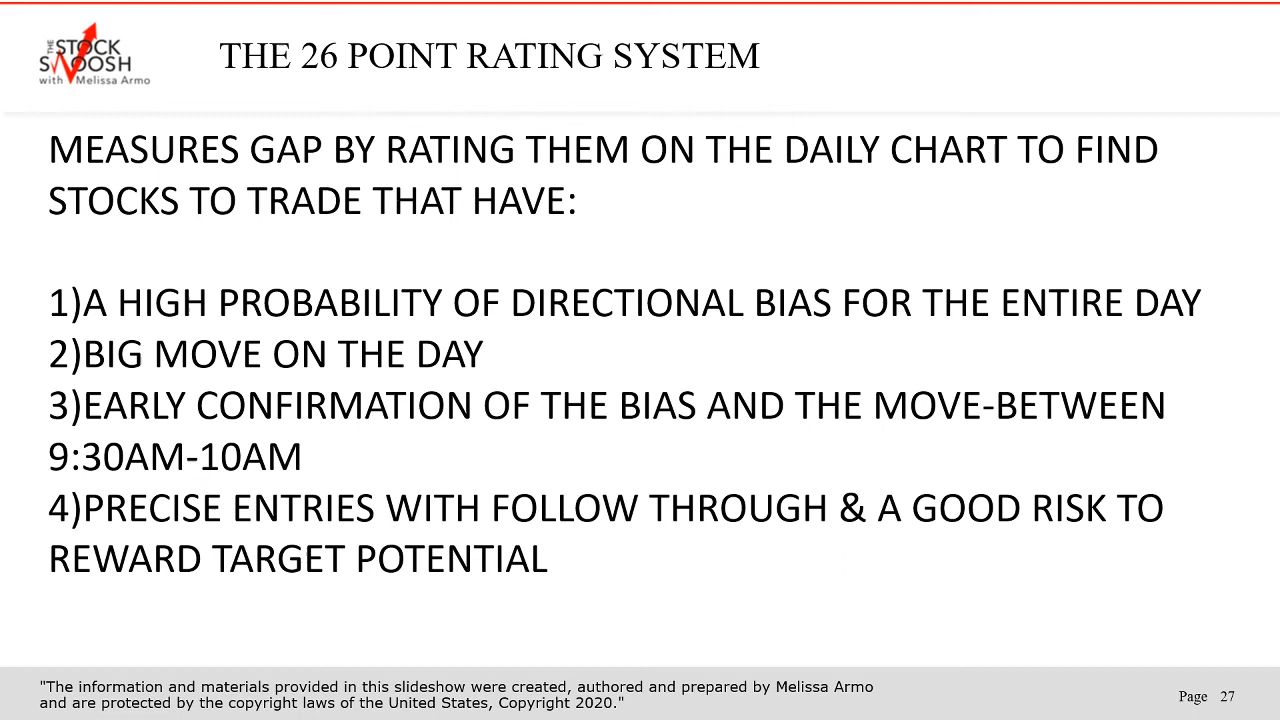 THE STOCK
SWOOSH
with Melissa Armo
THE 26 POINT RATING SYSTEM
MEASURES GAP BY RATING THEM ON THE DAILY CHART TO FIND
STOCKS TO TRADE THAT HAVE:
1)A HIGH PROBABILITY OF DIRECTIONAL BIAS FOR THE ENTIRE DAY
2)BIG MOVE ON THE DAY
3)EARLY CONFIRMATION OF THE BIAS AND THE MOVE-BETWEEN
9:30AM-10AM
4)PRECISE ENTRIES WITH FOLLOW THROUGH & A GOOD RISK TO
REWARD TARGET POTENTIAL
"The information and materials provided in this slideshow were created, authored and prepared by Melissa Armo
and are protected by the copyright laws of the United States, Copyright 2020."
Page 27